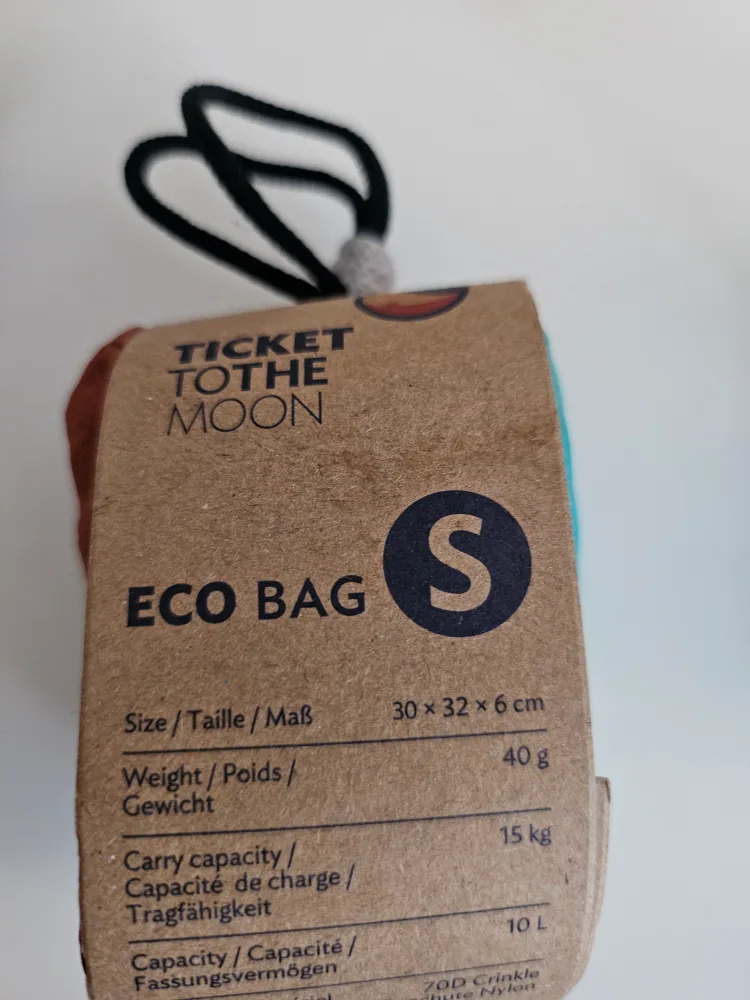 TICKET
TOTHE
MOON
ECO BAG S
Size / Taille / Maß 30 × 32 × 6 cm
Weight / Poids / 40 g
Gewicht
Carry capacity / 15 kg
Capacité de charge /
Tragfähigkeit
Capacity / Capacité / 10 L
Fassungsvermögen
70D Crinkle
Nylon